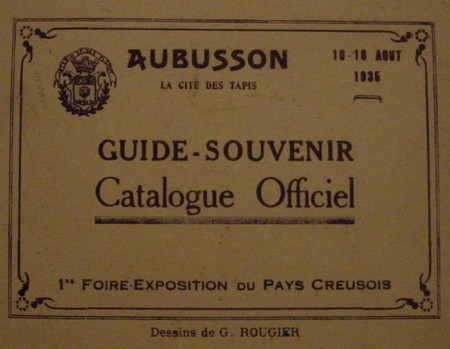 AUBUSSON
LA CITÉ DES TAPIS
10-18 AOUT
1935
GUIDE-SOUVENIR
Catalogue Officiel
1re FOIRE-EXPOSITION DU PAYS CREUSOIS
Dessins de G. ROUGIER